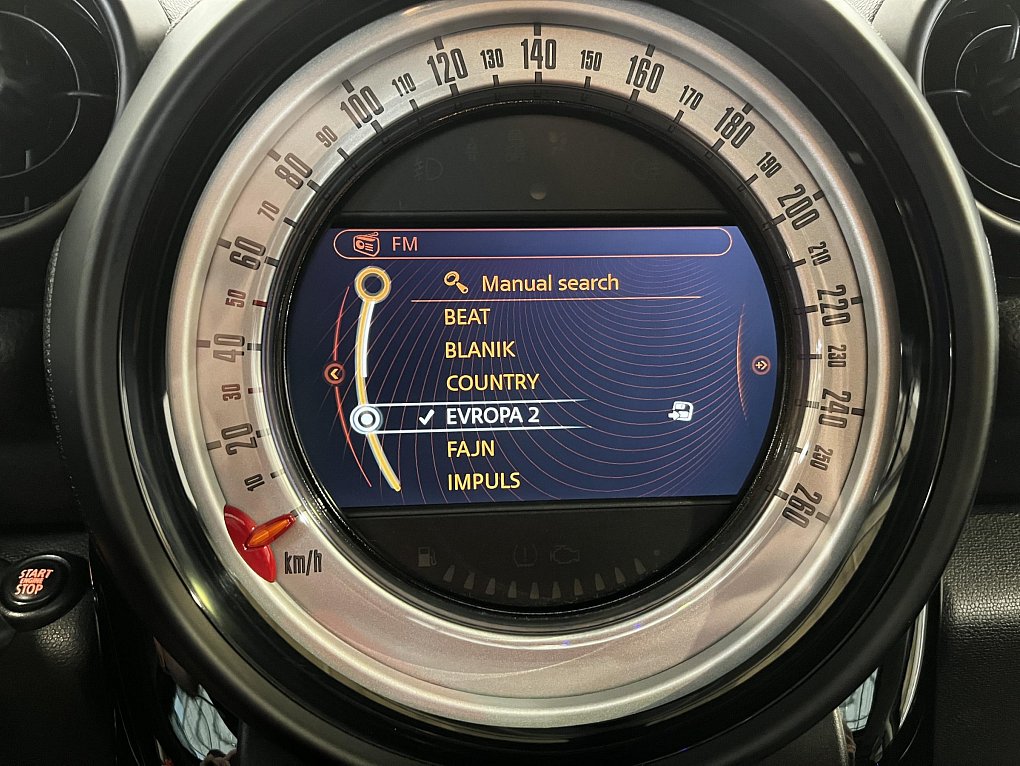 10
20
30
40
50
60
70
80
90
100
110
120
130
140
150
160
170
180
190
200
210
220
230
240
250
260
km/h
FM
Manual search
BEAT
BLANIK
COUNTRY
EVROPA 2
FAJN
IMPULS
START
ENGINE
STOP